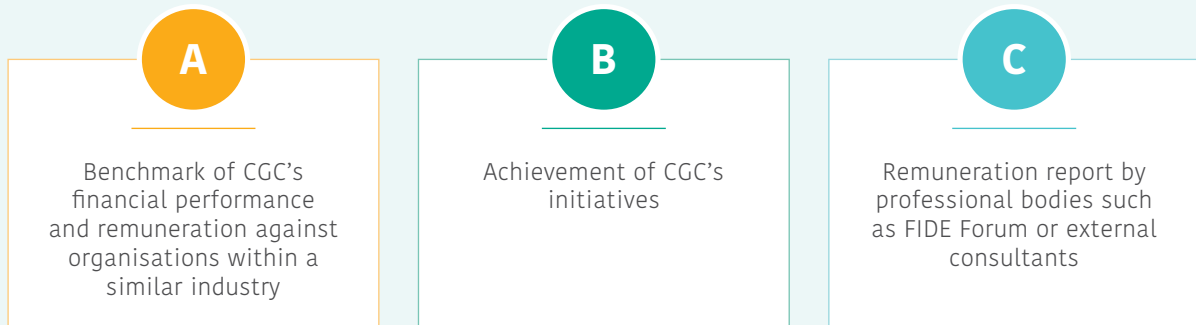 A
Benchmark of CGC’s
financial performance
and remuneration against
organisations within a
similar industry
B
Achievement of CGC’s
initiatives
C
Remuneration report by
professional bodies such
as FIDE Forum or external
consultants